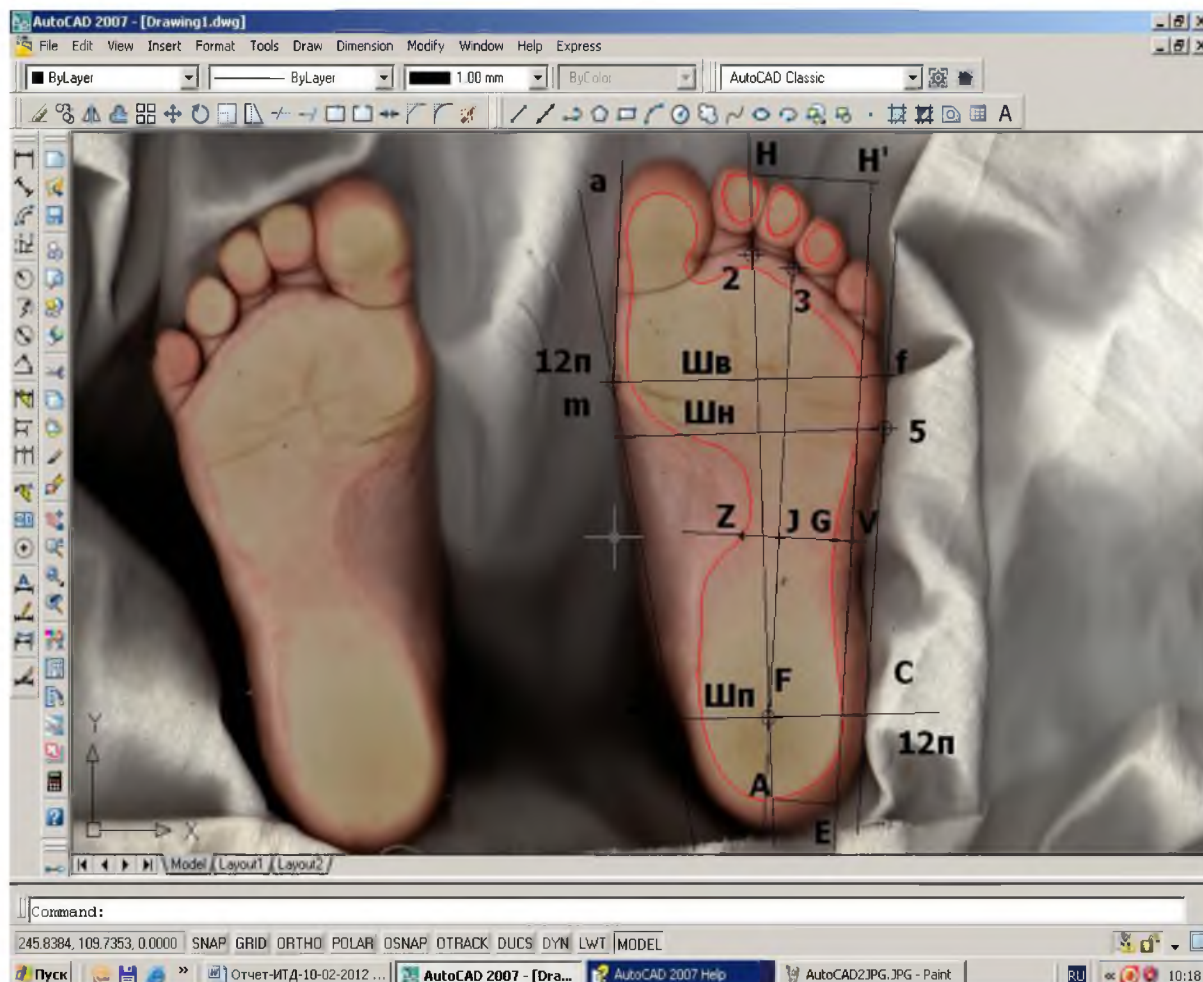 AutoCAD 2007 - [Drawing1.dwg]
File Edit View Insert Format Tools Draw Dimension Modify Window Help Express
ByLayer ByLayer 1.00 mm ByColor AutoCAD Classic
A
H H'
a
2
3
12п Шв f
m Шн 5
Z J G V
F C
Шп
12п
A
E
Y
X
Model Layout1 Layout2
Command:
245.8384, 109.7353, 0.0000 SNAP GRID ORTHO POLAR OSNAP OTRACK DUCS DYN LWT MODEL
Пуск » Отчет-ИТД-10-02-2012 ... AutoCAD 2007 - [Dra... AutoCAD 2007 Help AutoCAD2JPG.JPG - Paint RU « 10:18